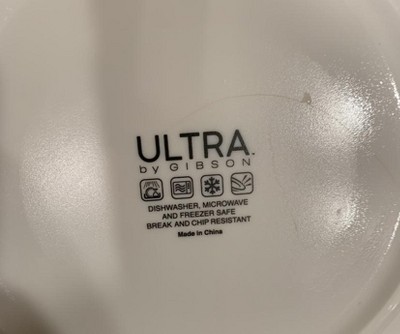 ULTRA.
by GIBSON
DISHWASHER, MICROWAVE
AND FREEZER SAFE
BREAK AND CHIP RESISTANT
Made in China